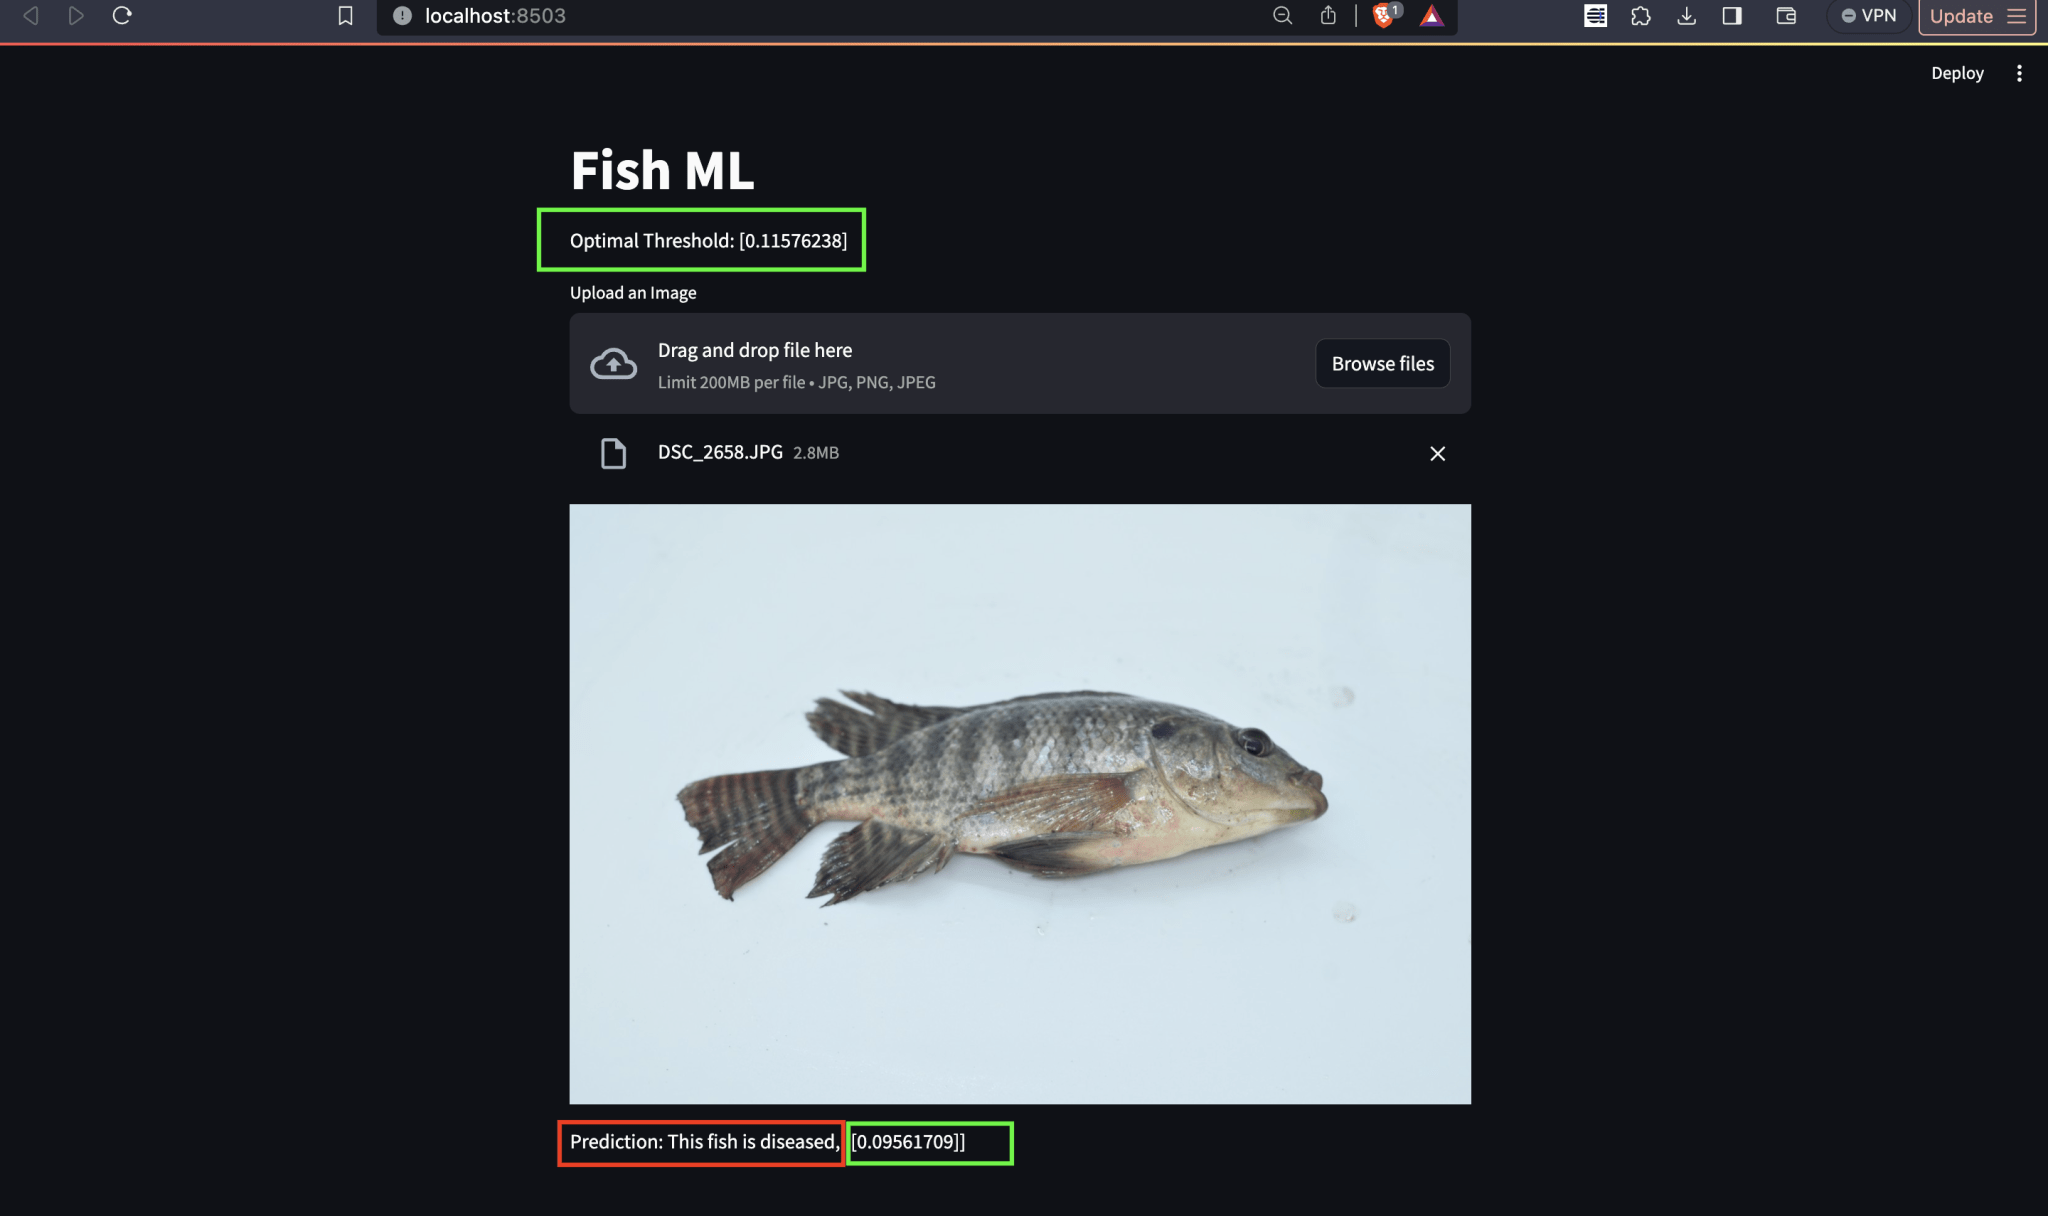 localhost:8503
1
VPN
Update
Deploy
Fish ML
Optimal Threshold: [0.11576238]
Upload an Image
Drag and drop file here
Limit 200MB per file • JPG, PNG, JPEG
Browse files
DSC_2658.JPG 2.8MB
Prediction: This fish is diseased, [0.09561709]]